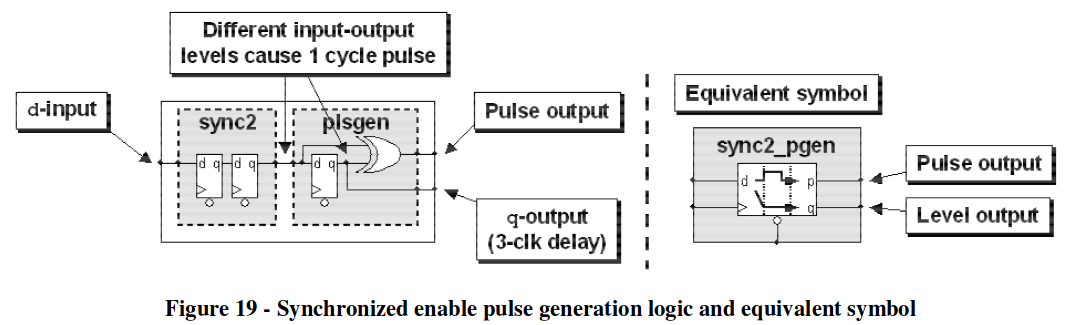 Different input-output
levels cause 1 cycle pulse
d-input
sync2
plsgen
d q
d q
d q
Pulse output
q-output
(3-clk delay)
Equivalent symbol
sync2_pgen
d
p
q
Pulse output
Level output
Figure 19 - Synchronized enable pulse generation logic and equivalent symbol